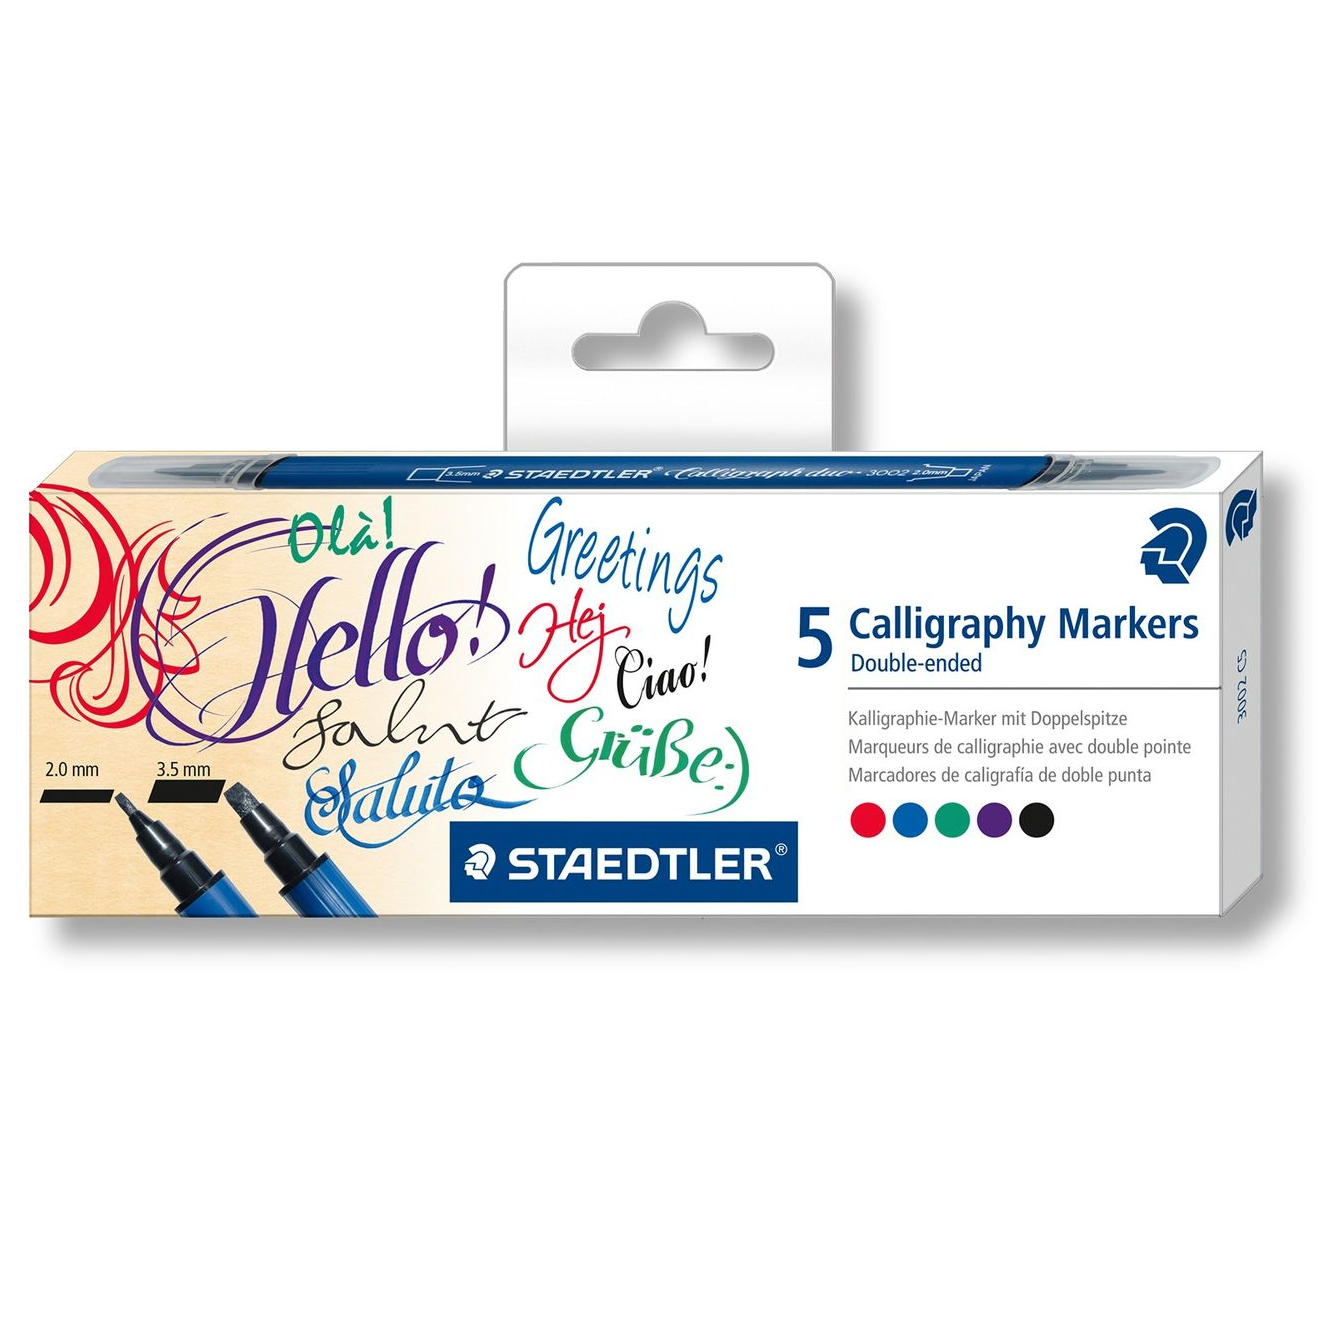 3.5mm STAEDTLER® Calligraph duo 3002 2.0mm
Olà!
Hello!
Greetings
Hej
Ciao!
Salut
Grüße:)
Saluto
2.0 mm
3.5 mm
STAEDTLER®
5 Calligraphy Markers
Double-ended
Kalligraphie-Marker mit Doppelspitze
Marqueurs de calligraphie avec double pointe
Marcadores de caligrafía de doble punta
3002 C5